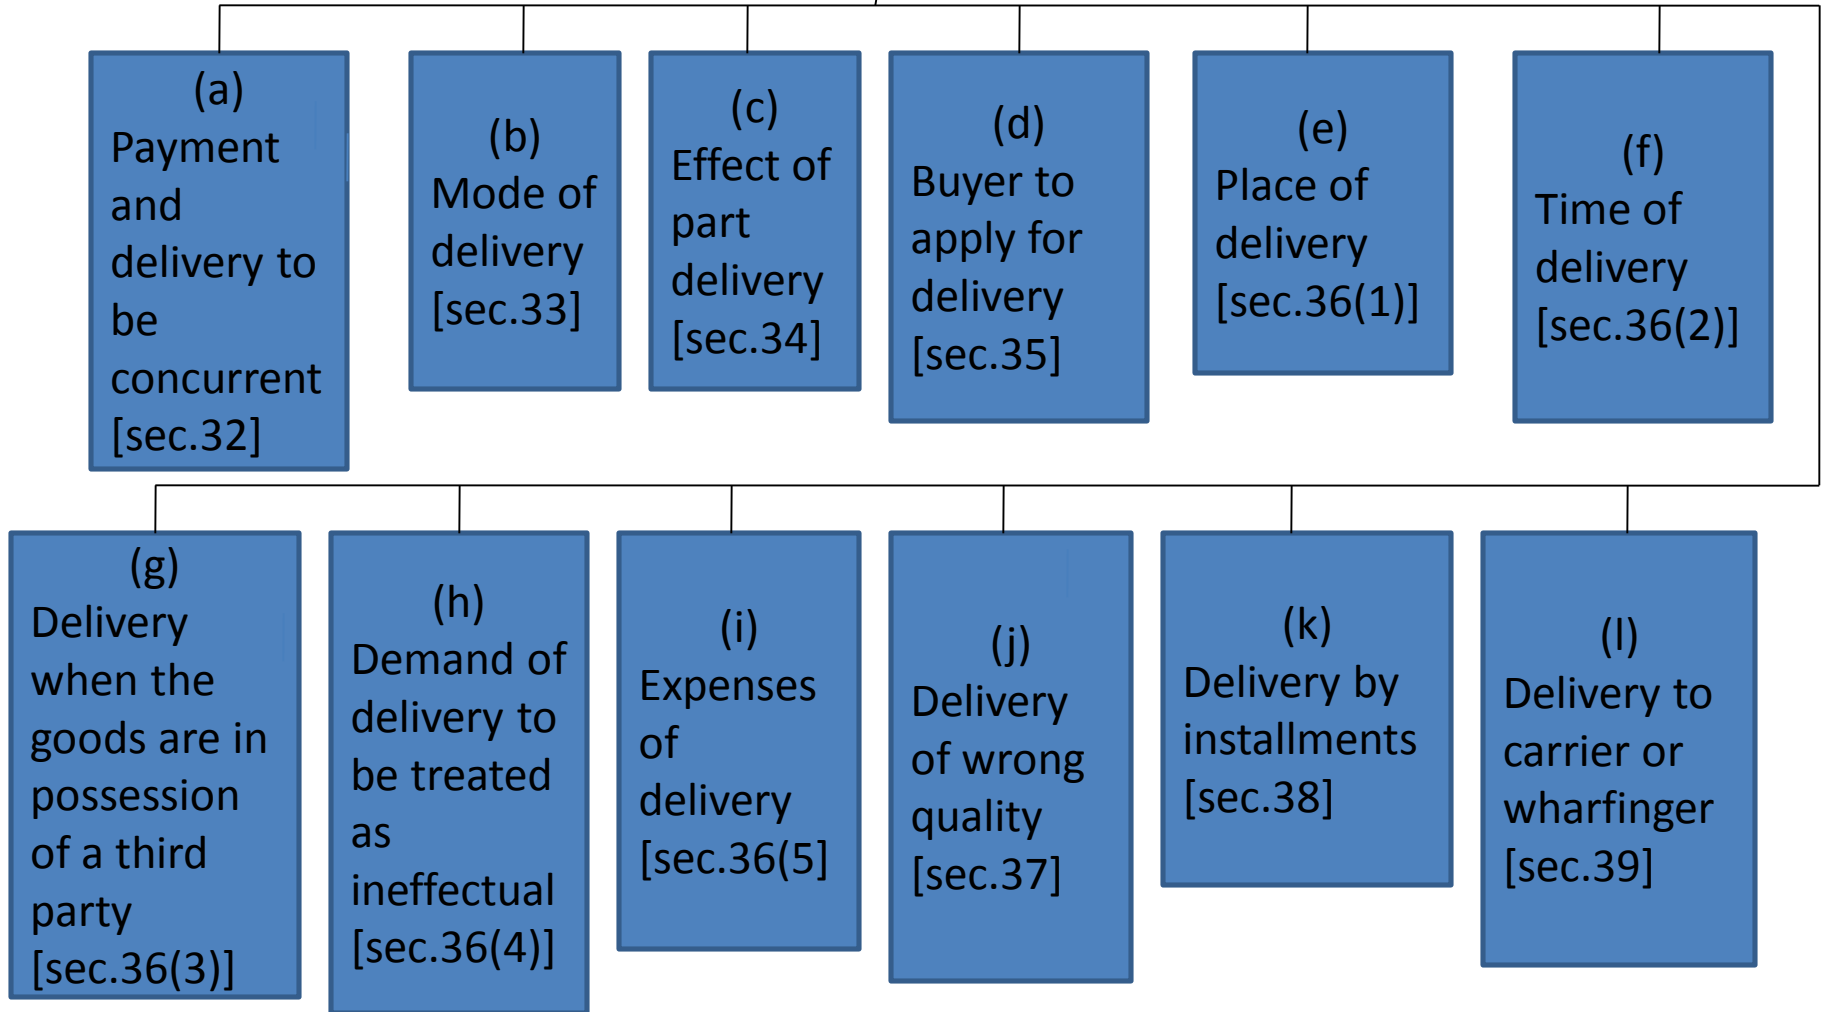 (a)
Payment
and
delivery to
be
concurrent
[sec.32]
(b)
Mode of
delivery
[sec.33]
(c)
Effect of
part
delivery
[sec.34]
(d)
Buyer to
apply for
delivery
[sec.35]
(e)
Place of
delivery
[sec.36(1)]
(f)
Time of
delivery
[sec.36(2)]
(g)
Delivery
when the
goods are in
possession
of a third
party
[sec.36(3)]
(h)
Demand of
delivery to
be treated
as
ineffectual
[sec.36(4)]
(i)
Expenses
of
delivery
[sec.36(5]
(j)
Delivery
of wrong
quality
[sec.37]
(k)
Delivery by
installments
[sec.38]
(l)
Delivery to
carrier or
wharfinger
[sec.39]